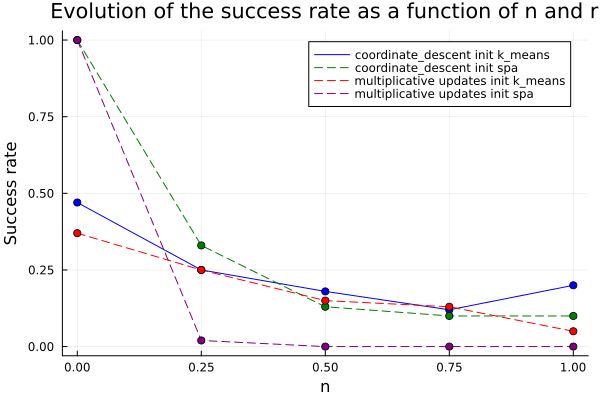 Evolution of the success rate as a function of n and r
1.00
0.75
0.50
0.25
0.00
Success rate
coordinate_descent init k_means
coordinate_descent init spa
multiplicative updates init k_means
multiplicative updates init spa
0.00 0.25 0.50 0.75 1.00
n